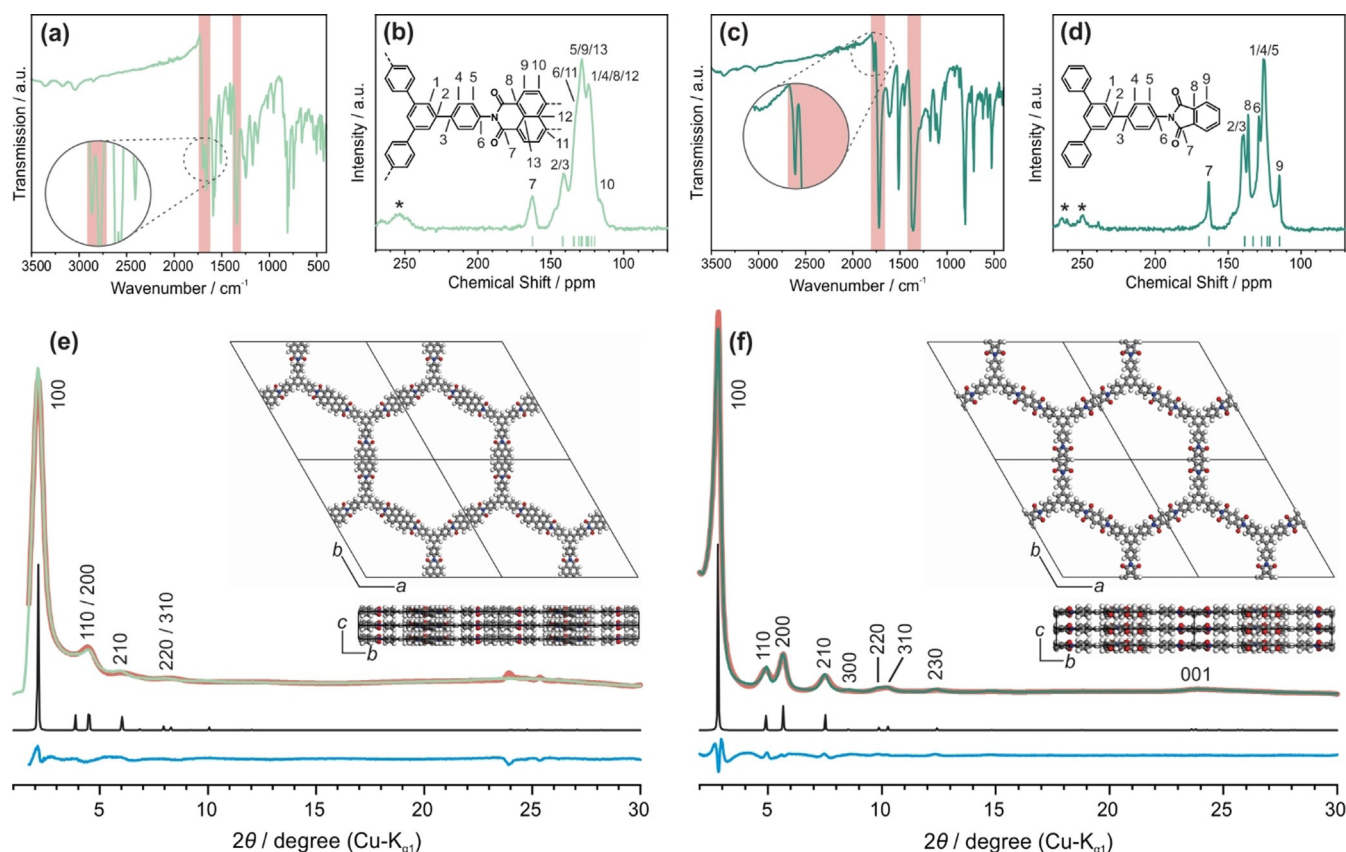 (a)
Transmission / a.u.
3500 3000 2500 2000 1500 1000 500
Wavenumber / cm⁻¹
(b)
Intensity / a.u.
5/9/13
6/11
1/4/8/12
2/3
7
10
*
1
2
3
4
5
6
7
8
9
10
11
12
13
N
O
O
250 200 150 100
Chemical Shift / ppm
(c)
Transmission / a.u.
3500 3000 2500 2000 1500 1000 500
Wavenumber / cm⁻¹
(d)
Intensity / a.u.
1/4/5
8
6
2/3
7
9
* *
1
2
3
4
5
6
7
8
9
N
O
O
250 200 150 100
Chemical Shift / ppm
(e)
100
110 / 200
210
220 / 310
b
a
c
b
5 10 15 20 25 30
2θ / degree (Cu-Kα1)
(f)
100
110
200
210
300
220
310
230
001
b
a
c
b
5 10 15 20 25 30
2θ / degree (Cu-Kα1)